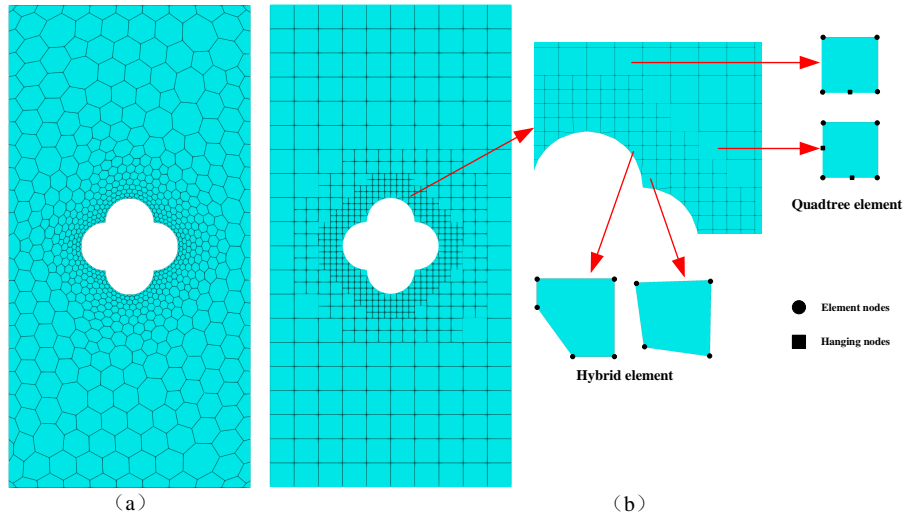 Quadtree element
Element nodes
Hanging nodes
Hybrid element
（a）
（b）